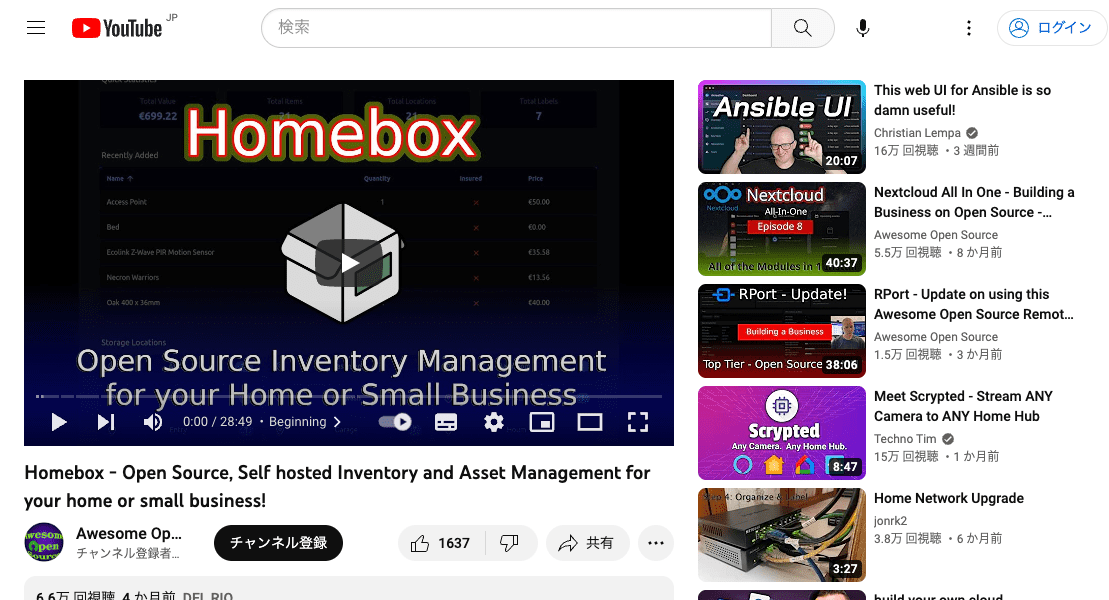 YouTube JP
検索
ログイン
Quick Statistics
Total Value
Total Items
Total Locations
Total Labels
€699.22
21
7
Homebox
Recently Added
Name
Quantity
Insured
Price
Access Point
1
€50.00
Bed
€0.00
Ecolink Z-Wave PIR Motion Sensor
€35.58
Necron Warriors
€13.56
Oak 400 x 36mm
€40.00
Storage Locations
Open Source Inventory Management
for your Home or Small Business
0:00 / 28:49 • Beginning
Homebox - Open Source, Self hosted Inventory and Asset Management for
your home or small business!
Awesome Open Source
Awesome Op...
チャンネル登録者...
チャンネル登録
1637
共有
6.6万 回視聴 4 か月前 DEL RIO
Ansible UI
20:07
This web UI for Ansible is so
damn useful!
Christian Lempa
16万 回視聴 • 3 週間前
Nextcloud
Nextcloud
All-In-One
Episode 8
All of the Modules in 1
40:37
Nextcloud All In One - Building a
Business on Open Source -...
Awesome Open Source
5.5万 回視聴 • 8 か月前
RPort - Update!
Building a Business
Top Tier - Open Source
38:06
RPort - Update on using this
Awesome Open Source Remot...
Awesome Open Source
1.5万 回視聴 • 3 か月前
Scrypted
Any Camera. Any Home Hub.
8:47
Meet Scrypted - Stream ANY
Camera to ANY Home Hub
Techno Tim
15万 回視聴 • 1 か月前
Step 4: Organize & Label
3:27
Home Network Upgrade
jonrk2
3.8万 回視聴 • 6 か月前
build your own cloud